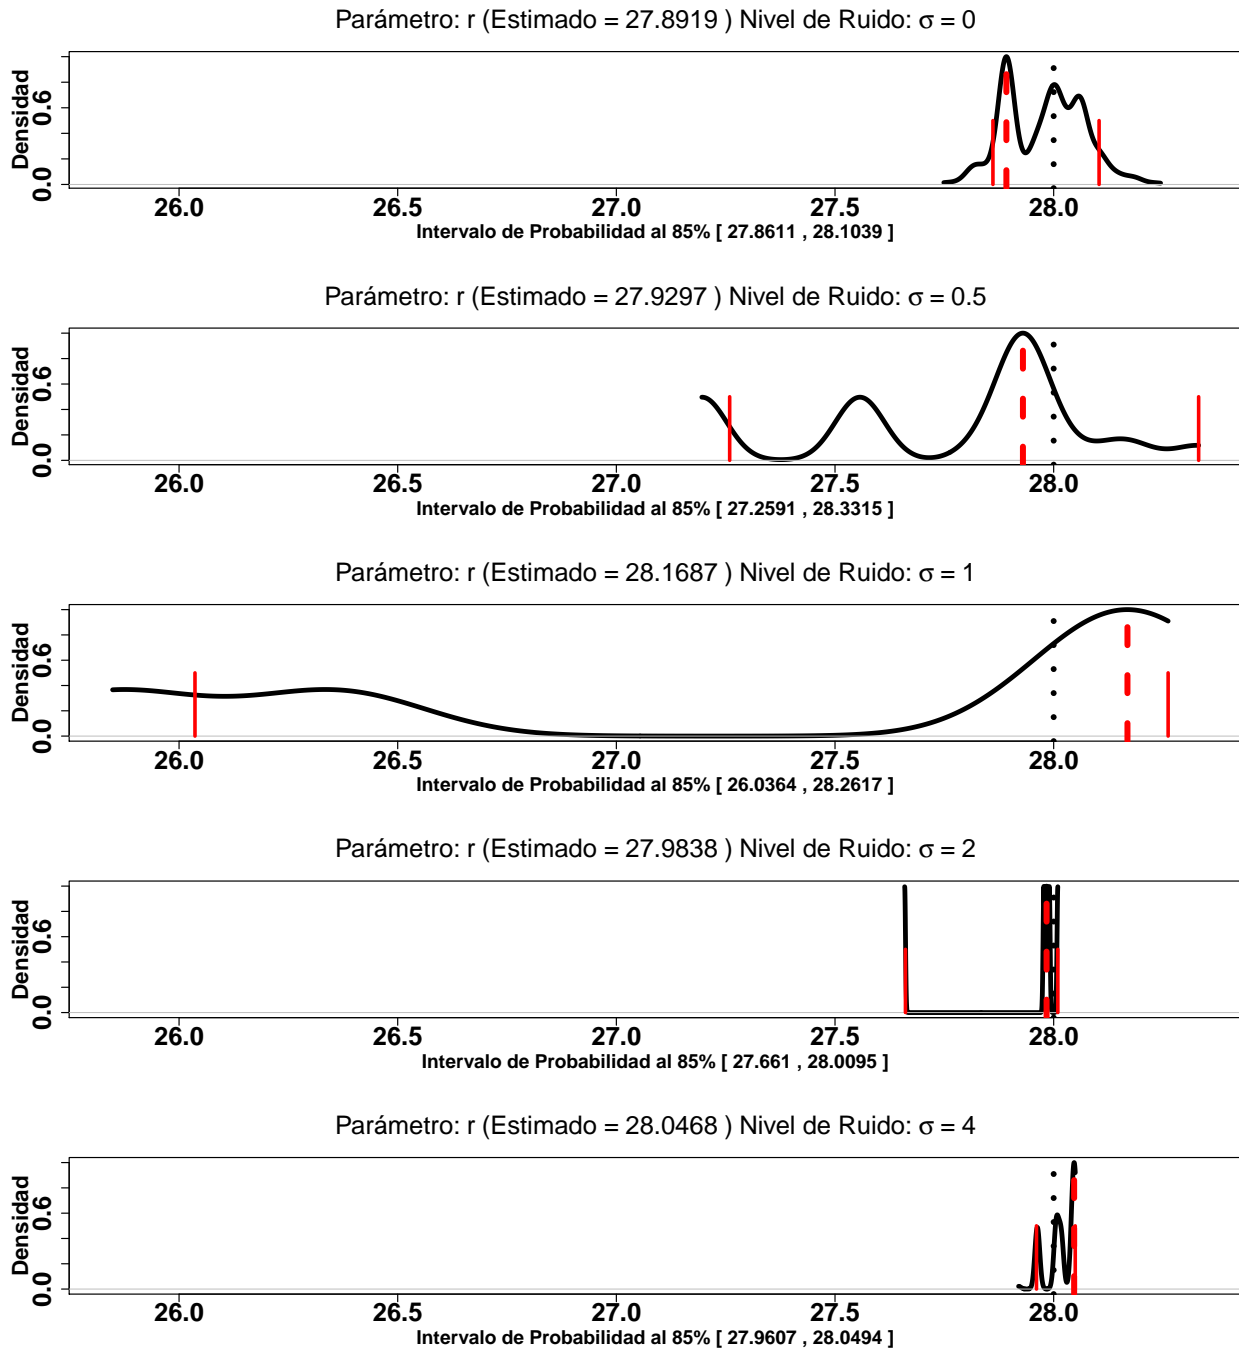 Parámetro: r (Estimado = 27.8919 ) Nivel de Ruido: σ = 0
Densidad
0.0 0.6
26.0 26.5 27.0 27.5 28.0
Intervalo de Probabilidad al 85% [ 27.8611 , 28.1039 ]
Parámetro: r (Estimado = 27.9297 ) Nivel de Ruido: σ = 0.5
Densidad
0.0 0.6
26.0 26.5 27.0 27.5 28.0
Intervalo de Probabilidad al 85% [ 27.2591 , 28.3315 ]
Parámetro: r (Estimado = 28.1687 ) Nivel de Ruido: σ = 1
Densidad
0.0 0.6
26.0 26.5 27.0 27.5 28.0
Intervalo de Probabilidad al 85% [ 26.0364 , 28.2617 ]
Parámetro: r (Estimado = 27.9838 ) Nivel de Ruido: σ = 2
Densidad
0.0 0.6
26.0 26.5 27.0 27.5 28.0
Intervalo de Probabilidad al 85% [ 27.661 , 28.0095 ]
Parámetro: r (Estimado = 28.0468 ) Nivel de Ruido: σ = 4
Densidad
0.0 0.6
26.0 26.5 27.0 27.5 28.0
Intervalo de Probabilidad al 85% [ 27.9607 , 28.0494 ]